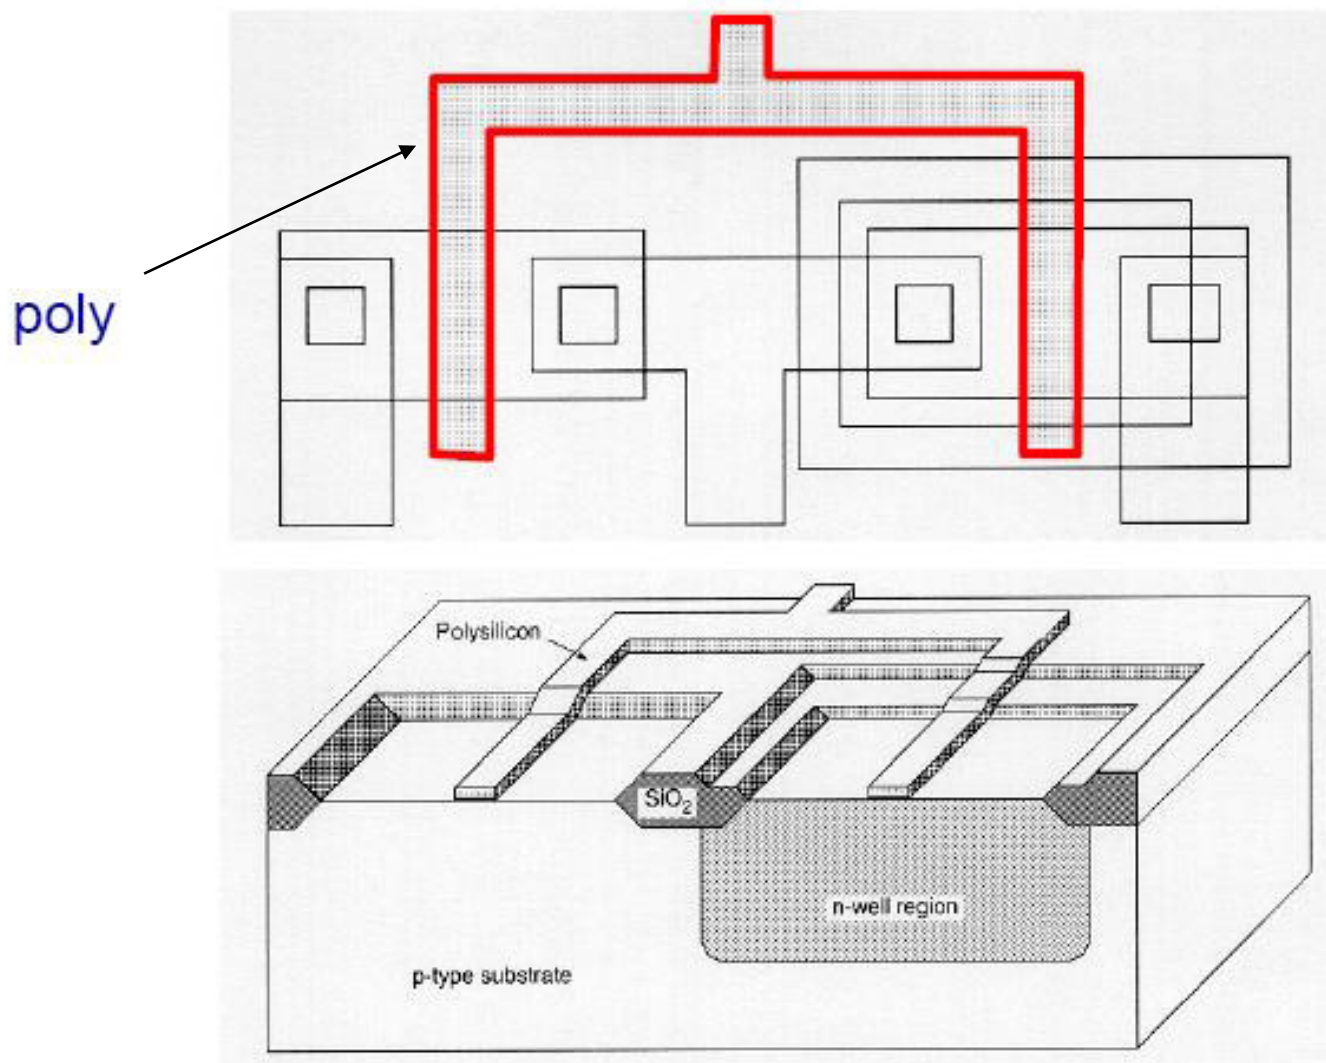 poly
Polysilicon
SiO₂
n-well region
p-type substrate